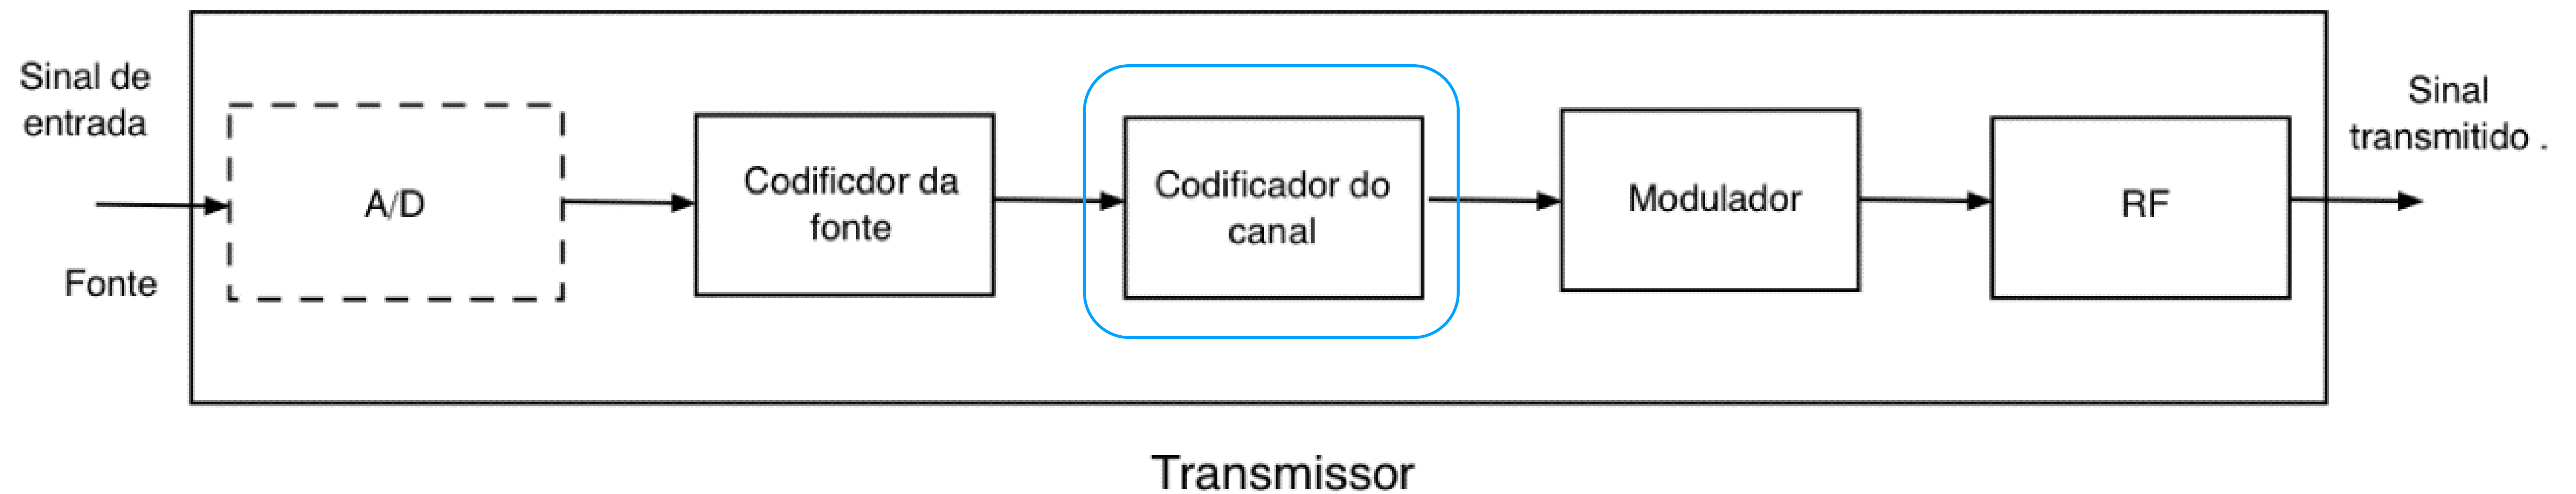 Sinal de
entrada
Fonte
A/D
Codificdor da
fonte
Codificador do
canal
Modulador
RF
Sinal
transmitido .
Transmissor